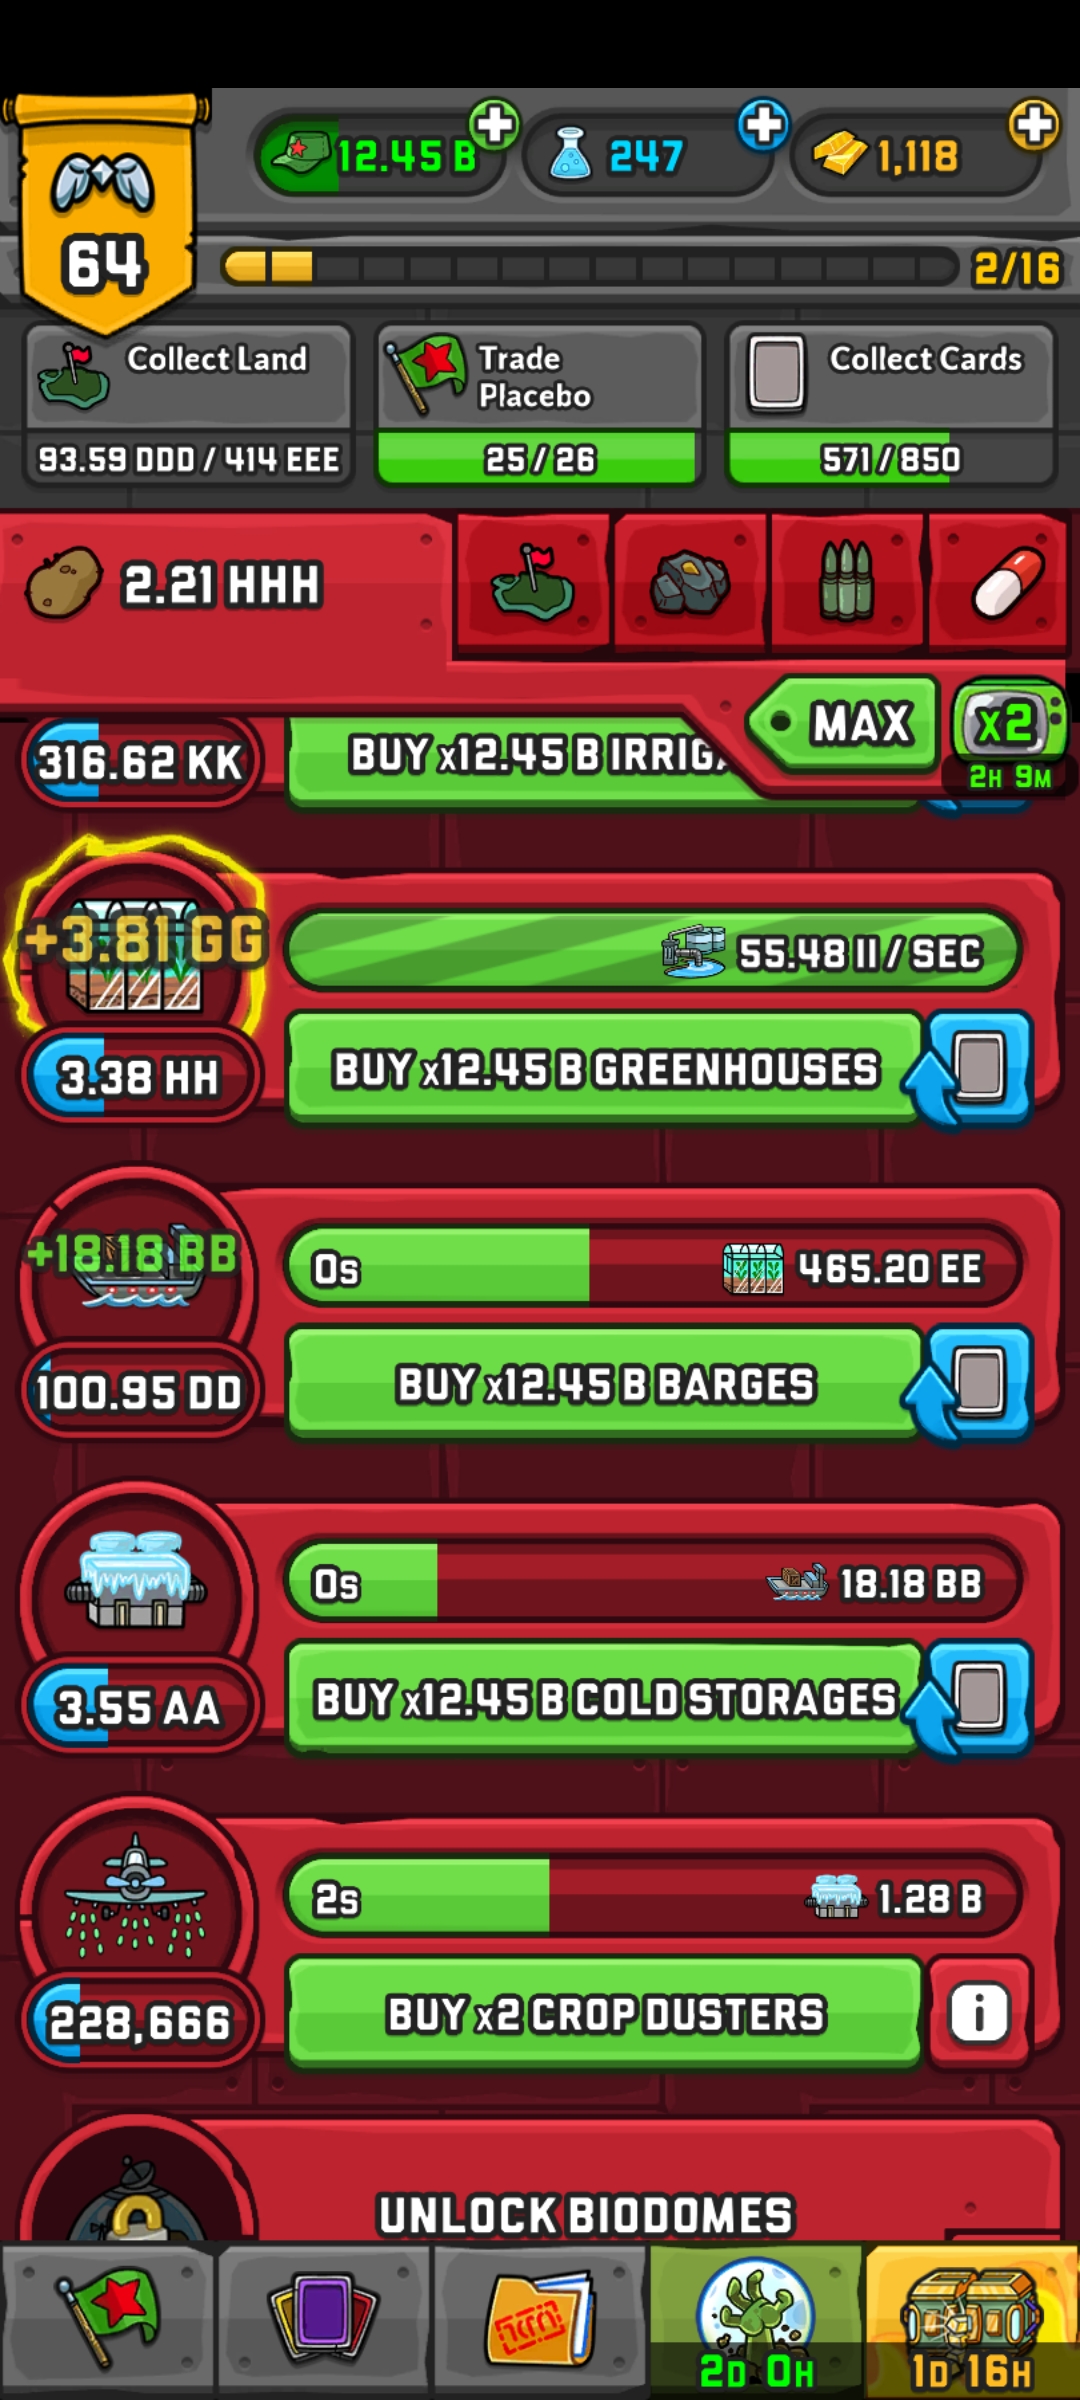 64
12.45 B
247
1,118
2/16
Collect Land
93.59 DDD / 414 EEE
Trade
Placebo
25 / 26
Collect Cards
571 / 850
2.21 HHH
MAX
x2
2H 9M
316.62 KK
BUY x12.45 B IRRIG
+3.81 GG
55.48 II / SEC
3.38 HH
BUY x12.45 B GREENHOUSES
+18.18 BB
0s
465.20 EE
100.95 DD
BUY x12.45 B BARGES
0s
18.18 BB
3.55 AA
BUY x12.45 B COLD STORAGES
2s
1.28 B
228,666
BUY x2 CROP DUSTERS
i
UNLOCK BIODOMES
2D 0H
1D 16H